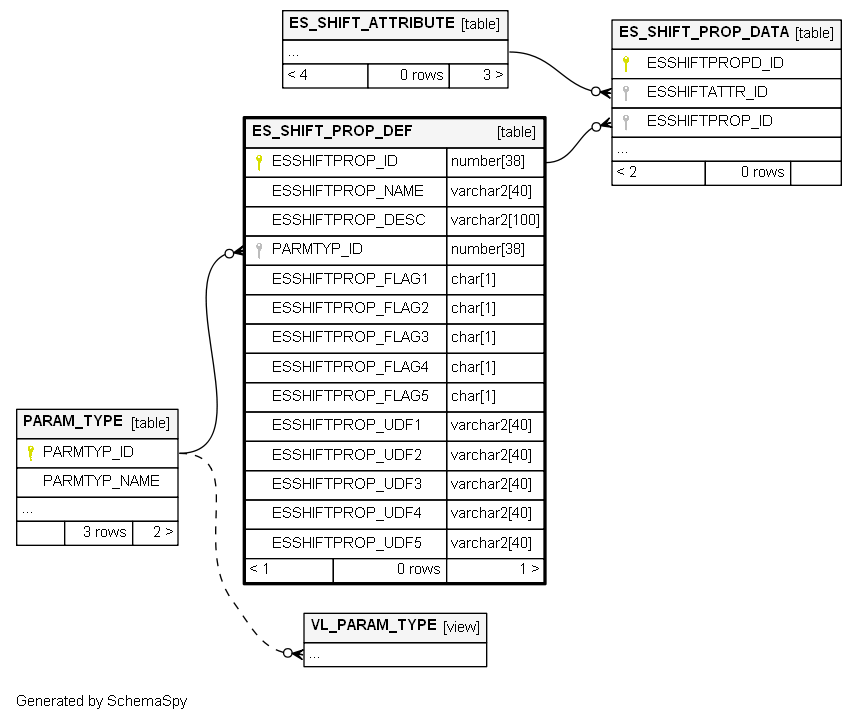 ES_SHIFT_ATTRIBUTE [table]
...
< 4 0 rows 3 >
ES_SHIFT_PROP_DATA [table]
ESSHIFTPROPD_ID
ESSHIFTATTR_ID
ESSHIFTPROP_ID
...
< 2 0 rows
ES_SHIFT_PROP_DEF [table]
ESSHIFTPROP_ID number[38]
ESSHIFTPROP_NAME varchar2[40]
ESSHIFTPROP_DESC varchar2[100]
PARMTYP_ID number[38]
ESSHIFTPROP_FLAG1 char[1]
ESSHIFTPROP_FLAG2 char[1]
ESSHIFTPROP_FLAG3 char[1]
ESSHIFTPROP_FLAG4 char[1]
ESSHIFTPROP_FLAG5 char[1]
ESSHIFTPROP_UDF1 varchar2[40]
ESSHIFTPROP_UDF2 varchar2[40]
ESSHIFTPROP_UDF3 varchar2[40]
ESSHIFTPROP_UDF4 varchar2[40]
ESSHIFTPROP_UDF5 varchar2[40]
< 1 0 rows 1 >
PARAM_TYPE [table]
PARMTYP_ID
PARMTYP_NAME
...
3 rows 2 >
VL_PARAM_TYPE [view]
...
Generated by SchemaSpy